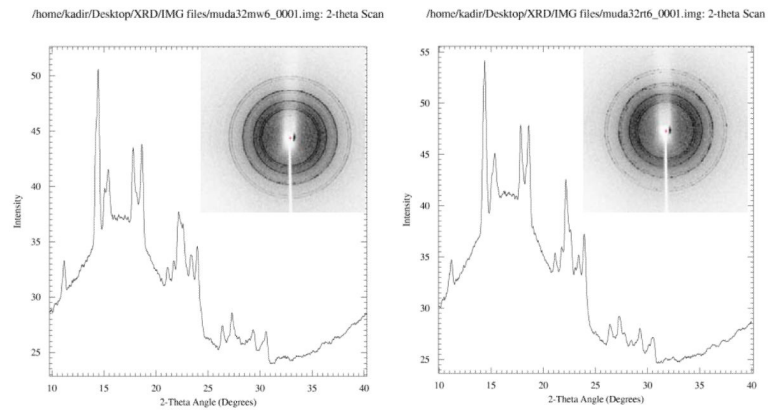 /home/kadir/Desktop/XRD/IMG files/muda32mw6_0001.img: 2-theta Scan
50
45
40
35
30
25
Intensity
10 15 20 25 30 35 40
2-Theta Angle (Degrees)
/home/kadir/Desktop/XRD/IMG files/muda32rt6_0001.img: 2-theta Scan
55
50
45
40
35
30
25
Intensity
10 15 20 25 30 35 40
2-Theta Angle (Degrees)